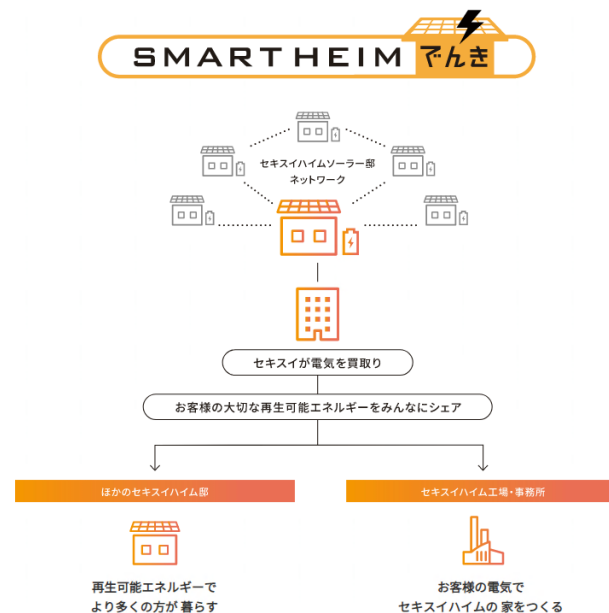 SMART HEIM でんき
セキスイハイムソーラー部
ネットワーク
セキスイが電気を買取り
お客様の大切な再生可能エネルギーをみんなにシェア
ほかのセキスイハイム邸
セキスイハイム工場・事務所
再生可能エネルギーで
より多くの方が 暮らす
お客様の電気で
セキスイハイムの 家をつくる